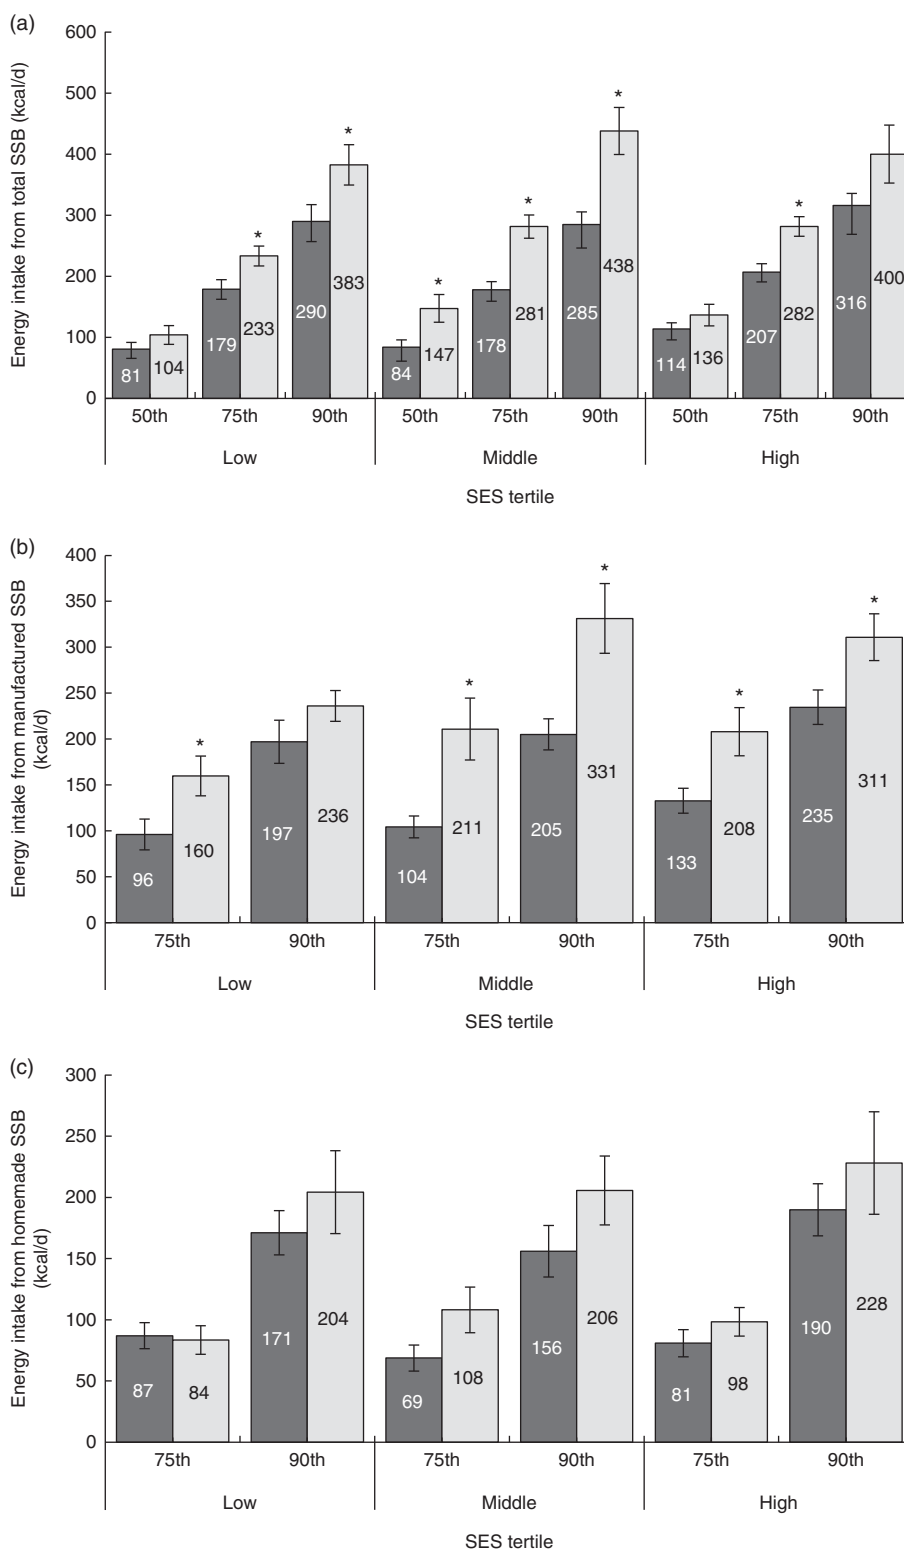 (a)
Energy intake from total SSB (kcal/d)
600
500
400
300
200
100
0
* * * * * *
81 104 179 233 290 383 84 147 178 281 285 438 114 136 207 282 316 400
50th 75th 90th 50th 75th 90th 50th 75th 90th
Low Middle High
SES tertile
(b)
Energy intake from manufactured SSB
(kcal/d)
400
350
300
250
200
150
100
50
0
* * * * *
96 160 197 236 104 211 205 331 133 208 235 311
75th 90th 75th 90th 75th 90th
Low Middle High
SES tertile
(c)
Energy intake from homemade SSB
(kcal/d)
300
250
200
150
100
50
0
87 84 171 204 69 108 156 206 81 98 190 228
75th 90th 75th 90th 75th 90th
Low Middle High
SES tertile